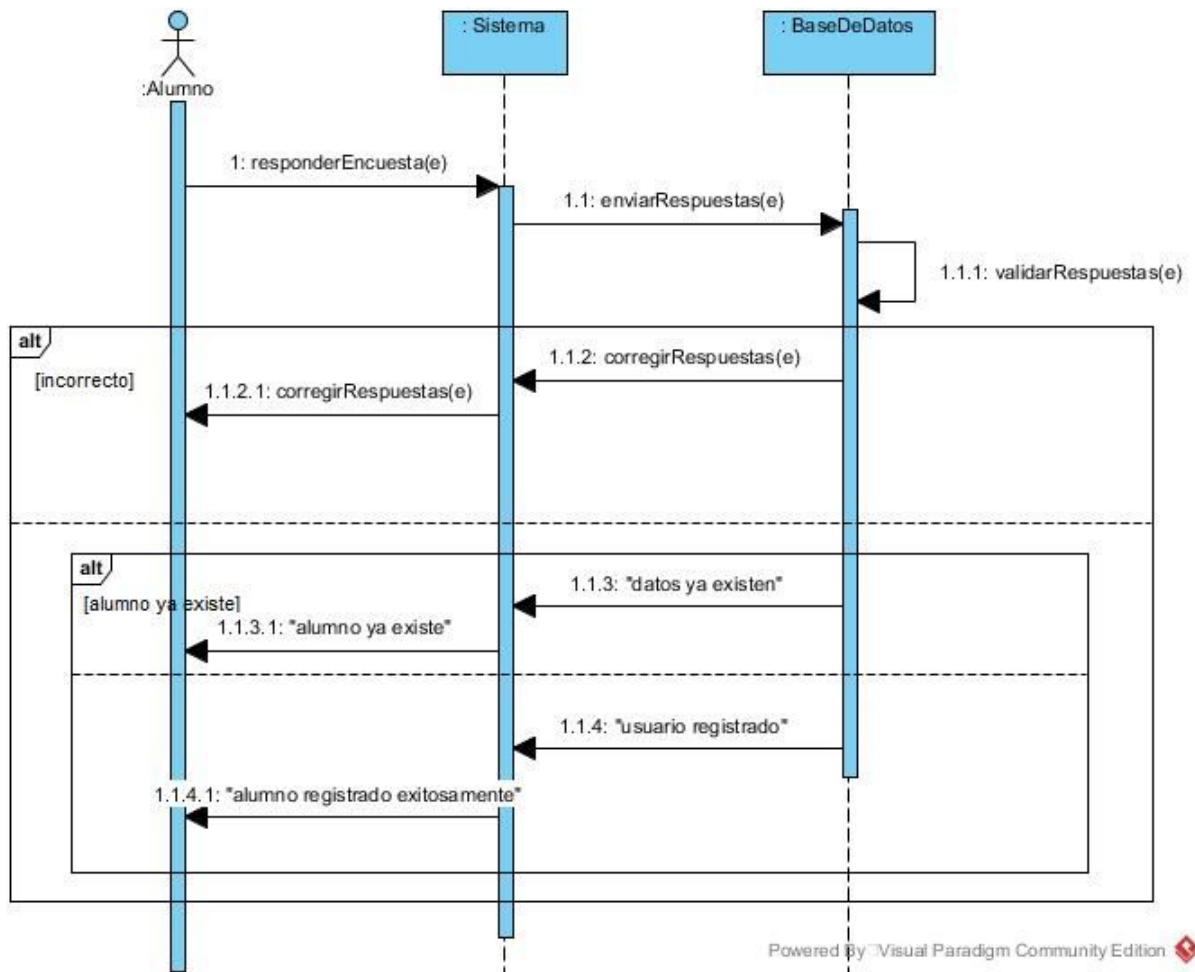 :Alumno
: Sistema
: BaseDeDatos
1: responderEncuesta(e)
1.1: enviarRespuestas(e)
1.1.1: validarRespuestas(e)
alt
[incorrecto]
1.1.2: corregirRespuestas(e)
1.1.2.1: corregirRespuestas(e)
alt
[alumno ya existe]
1.1.3: "datos ya existen"
1.1.3.1: "alumno ya existe"
1.1.4: "usuario registrado"
1.1.4.1: "alumno registrado exitosamente"
Powered By Visual Paradigm Community Edition